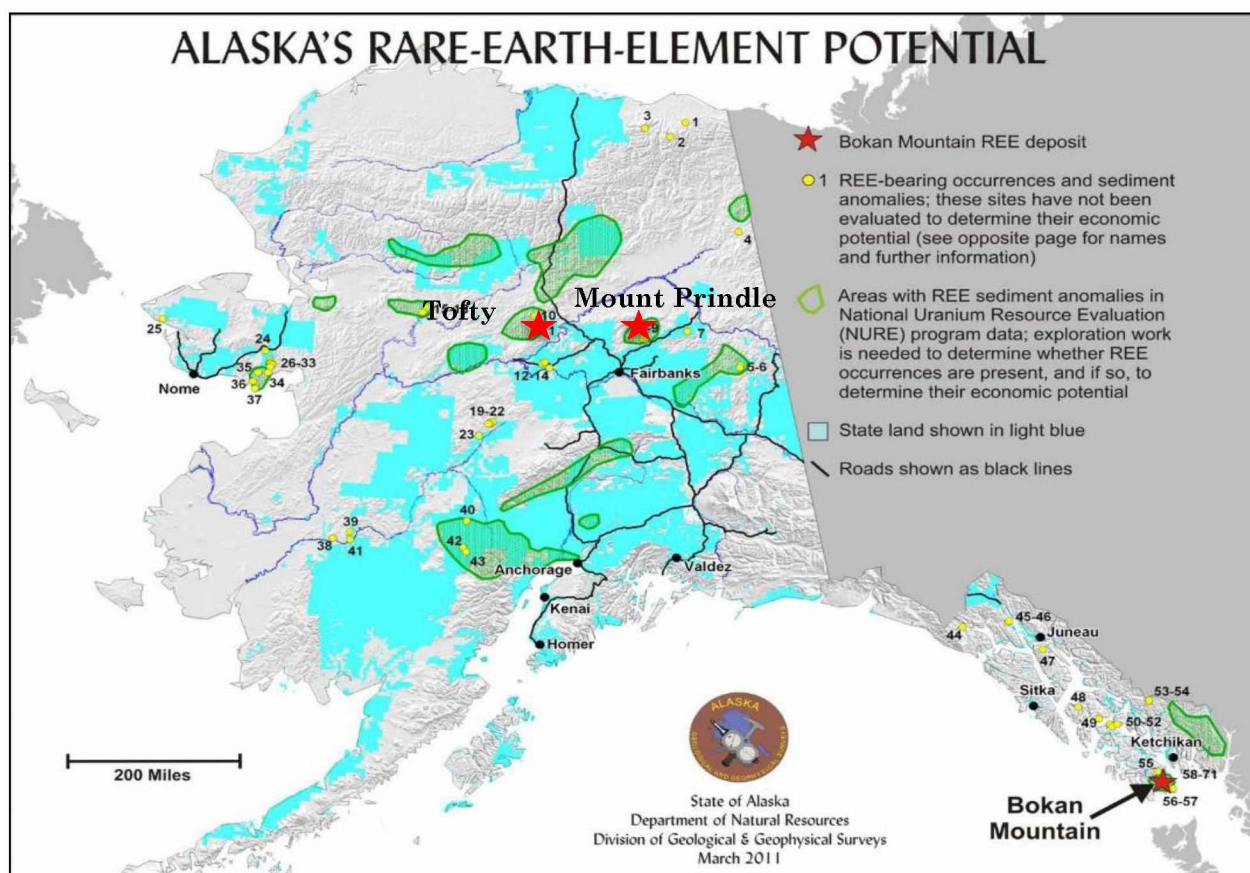 ALASKA'S RARE-EARTH-ELEMENT POTENTIAL
Bokan Mountain REE deposit
1 REE-bearing occurrences and sediment
anomalies; these sites have not been
evaluated to determine their economic
potential (see opposite page for names
and further information)
Areas with REE sediment anomalies in
National Uranium Resource Evaluation
(NURE) program data; exploration work
is needed to determine whether REE
occurrences are present, and if so, to
determine their economic potential
State land shown in light blue
Roads shown as black lines
3
1
2
4
Tofty
Mount Prindle
10
7
25
24
35
26-33
36
34
37
Nome
12-14
Fairbanks
5-6
19-22
23
40
39
38
41
42
43
Anchorage
Valdez
Kenai
Homer
44
45-46
Juneau
47
Sitka
48
49
50-52
53-54
Ketchikan
55
58-71
56-57
Bokan
Mountain
200 Miles
ALASKA
GEOLOGICAL AND GEOPHYSICAL SURVEYS
State of Alaska
Department of Natural Resources
Division of Geological & Geophysical Surveys
March 2011